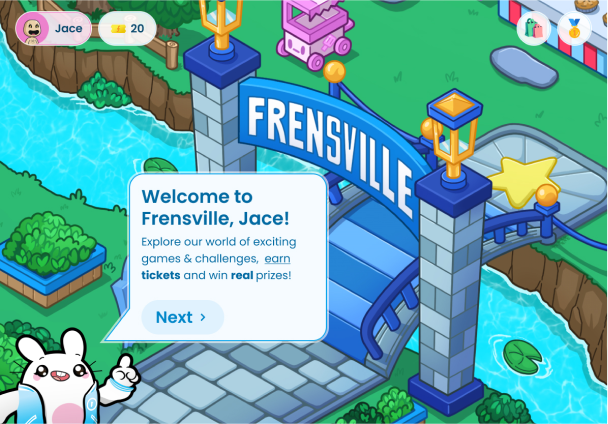 Jace
20
FRENSVILLE
Welcome to
Frensville, Jace!
Explore our world of exciting
games & challenges, earn
tickets and win real prizes!
Next >